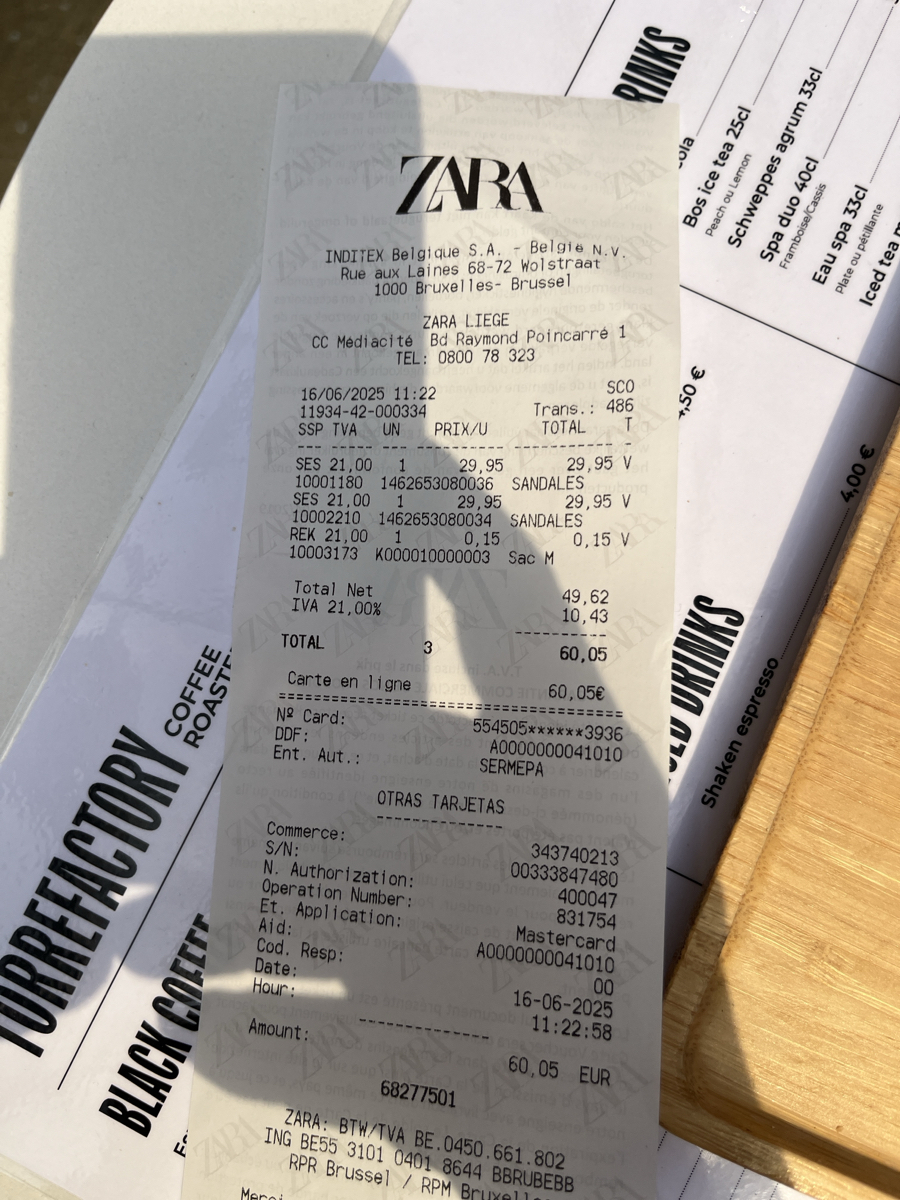 ZARA
INDITEX Belgique S.A. - België N.V.
Rue aux Laines 68-72 Wolstraat
1000 Bruxelles- Brussel
ZARA LIEGE
CC Médiacité Bd Raymond Poincarré 1
TEL: 0800 78 323
16/06/2025 11:22 SCO
11934-42-000334 Trans.: 486
SSP TVA UN PRIX/U TOTAL T
SES 21,00 1 29,95 29,95 V
10001180 1462653080036 SANDALES
SES 21,00 1 29,95 29,95 V
10002210 1462653080034 SANDALES
REK 21,00 1 0,15 0,15 V
10003173 K000010000003 Sac M
Total Net 49,62
IVA 21,00% 10,43
TOTAL 3 60,05
Carte en ligne 60,05€
Nº Card: 554505******3936
DDF: A0000000041010
Ent. Aut.: SERMEPA
OTRAS TARJETAS
Commerce: 343740213
S/N: 00333847480
N. Authorization: 400047
Operation Number: 831754
Et. Application: Mastercard
Aid: A0000000041010
Cod. Resp: 00
Date: 16-06-2025
Hour: 11:22:58
Amount: 60,05 EUR
68277501
ZARA: BTW/TVA BE.0450.661.802
ING BE55 3101 0401 8644 BBRUBEBB
RPR Brussel / RPM
Merci
RINKS
Bos ice tea 25cl
Peach ou Lemon
Schweppes agrum 33cl
Spa duo 40cl
Framboise/Cassis
Eau spa 33cl
Plate ou pétillante
Iced tea
,50 €
4,00 €
DRINKS
Shaken espresso
TORREFACTORY
COFFEE
BLACK COFFEE